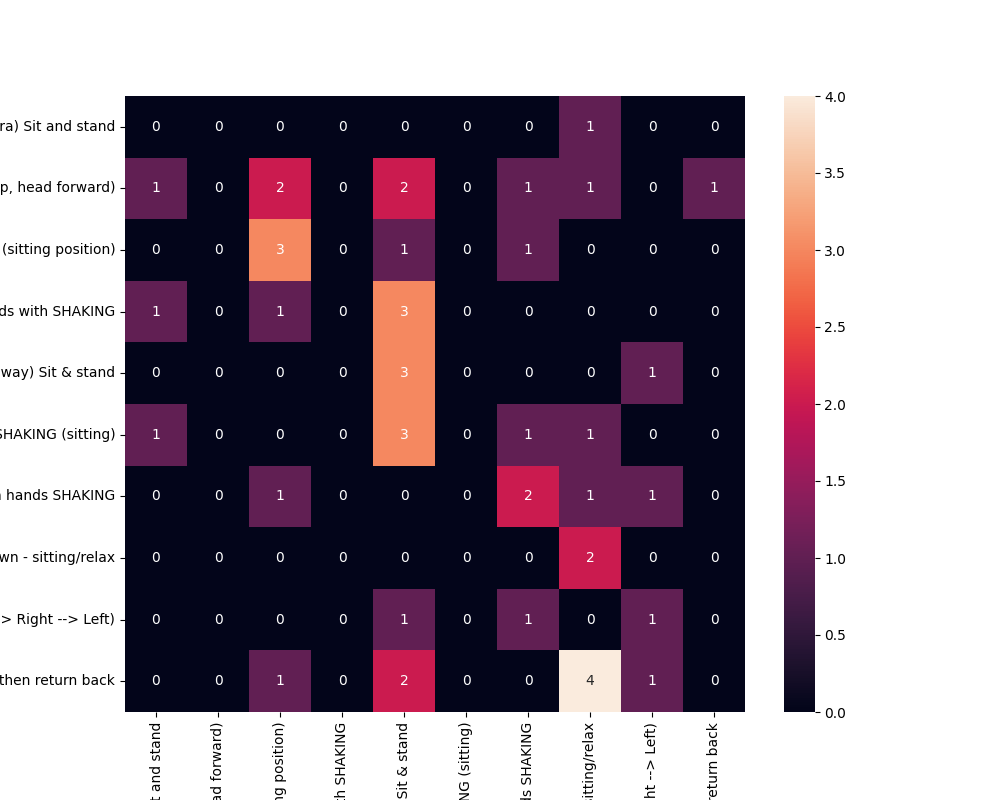 ra) Sit and stand 0 0 0 0 0 0 0 1 0 0
p, head forward) 1 0 2 0 2 0 1 1 0 1
(sitting position) 0 0 3 0 1 0 1 0 0 0
ds with SHAKING 1 0 1 0 3 0 0 0 0 0
way) Sit & stand 0 0 0 0 3 0 0 0 1 0
SHAKING (sitting) 1 0 0 0 3 0 1 1 0 0
hands SHAKING 0 0 1 0 0 0 2 1 1 0
wn - sitting/relax 0 0 0 0 0 0 0 2 0 0
> Right --> Left) 0 0 0 0 1 0 1 0 1 0
then return back 0 0 1 0 2 0 0 4 1 0
t and stand
ad forward)
ng position)
th SHAKING
Sit & stand
NG (sitting)
ds SHAKING
sitting/relax
ht --> Left)
return back
4.0
3.5
3.0
2.5
2.0
1.5
1.0
0.5
0.0